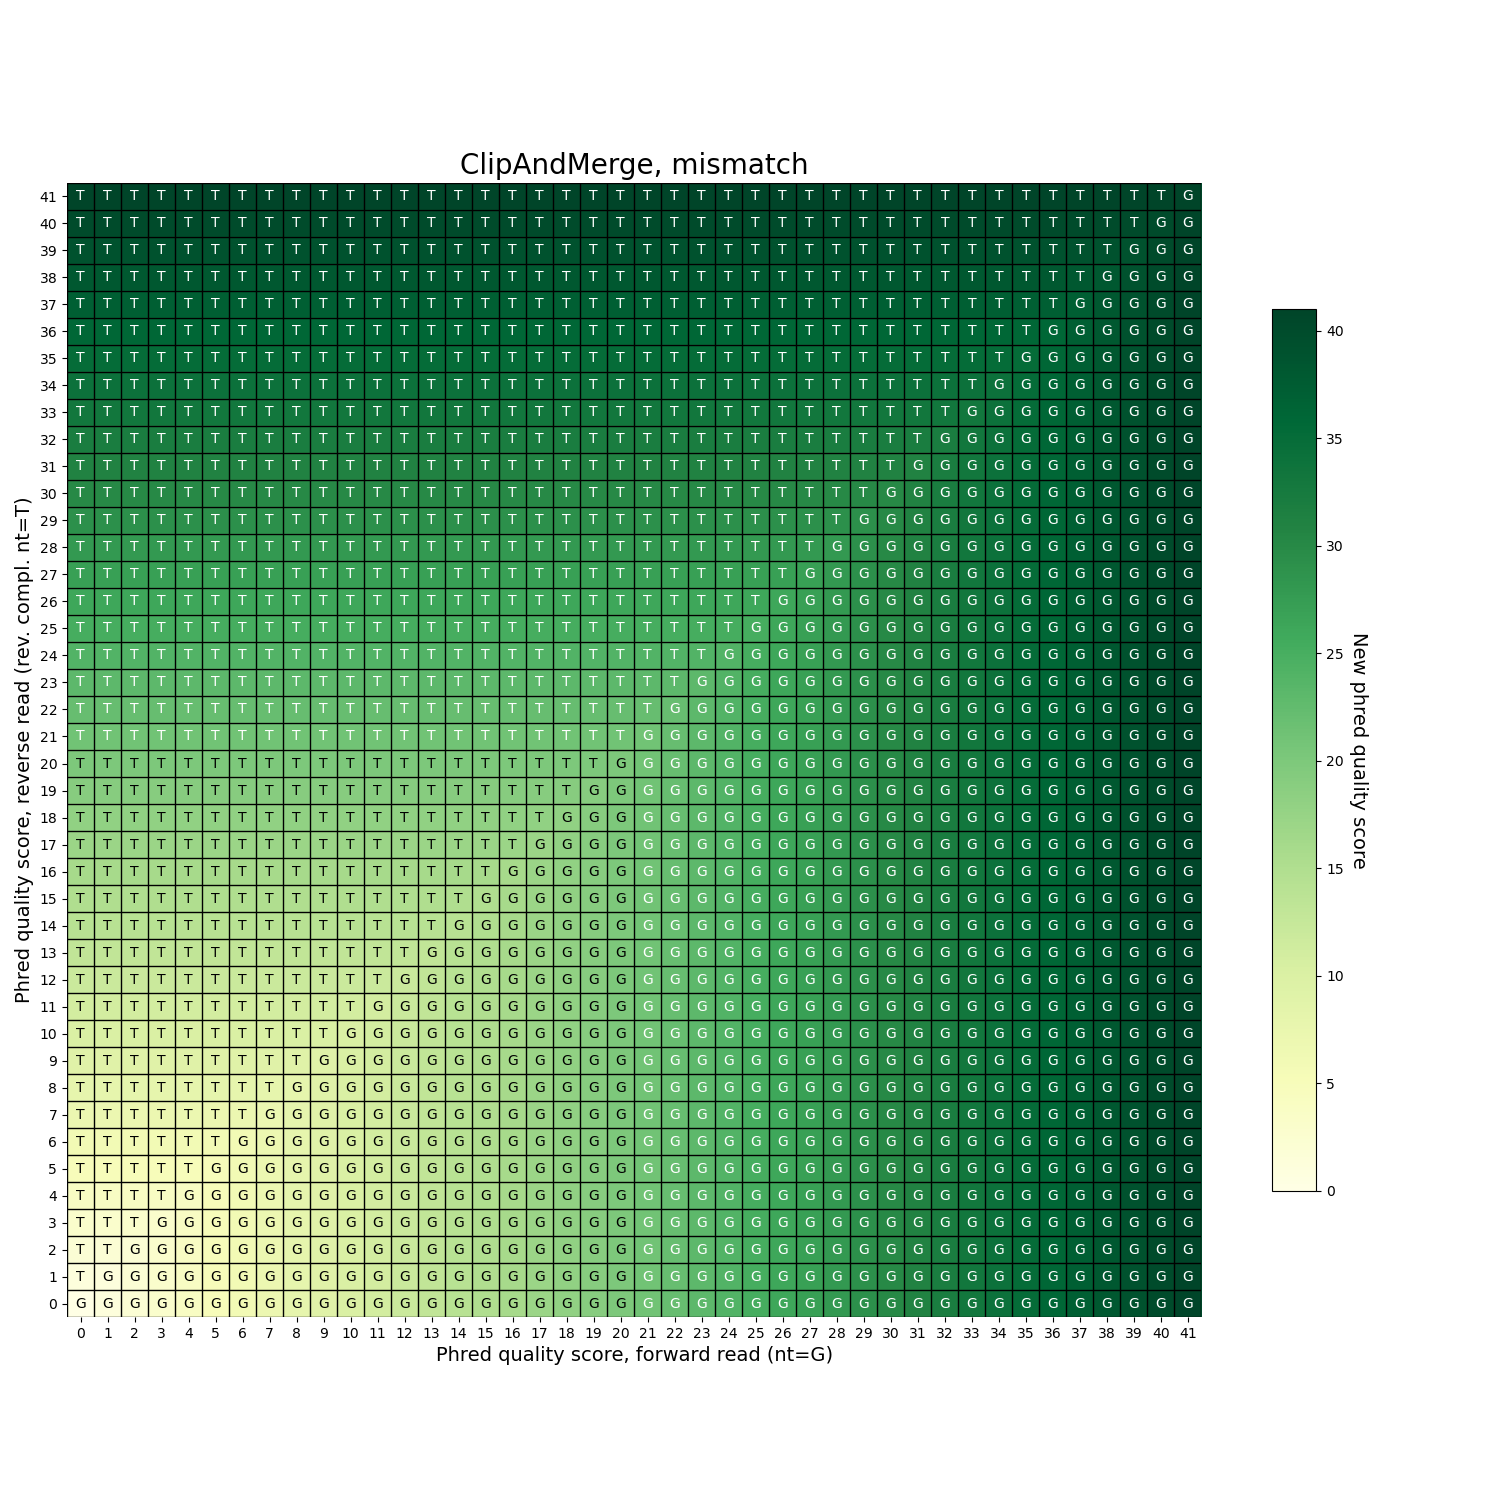 ClipAndMerge, mismatch
41 T T T T T T T T T T T T T T T T T T T T T T T T T T T T T T T T T T T T T T T T T G
40 T T T T T T T T T T T T T T T T T T T T T T T T T T T T T T T T T T T T T T T T G G
39 T T T T T T T T T T T T T T T T T T T T T T T T T T T T T T T T T T T T T T T G G G
38 T T T T T T T T T T T T T T T T T T T T T T T T T T T T T T T T T T T T T T G G G G
37 T T T T T T T T T T T T T T T T T T T T T T T T T T T T T T T T T T T T T G G G G G
36 T T T T T T T T T T T T T T T T T T T T T T T T T T T T T T T T T T T T G G G G G G
35 T T T T T T T T T T T T T T T T T T T T T T T T T T T T T T T T T T T G G G G G G G
34 T T T T T T T T T T T T T T T T T T T T T T T T T T T T T T T T T T G G G G G G G G
33 T T T T T T T T T T T T T T T T T T T T T T T T T T T T T T T T T G G G G G G G G G
32 T T T T T T T T T T T T T T T T T T T T T T T T T T T T T T T T G G G G G G G G G G
31 T T T T T T T T T T T T T T T T T T T T T T T T T T T T T T T G G G G G G G G G G G
30 T T T T T T T T T T T T T T T T T T T T T T T T T T T T T T G G G G G G G G G G G G
29 T T T T T T T T T T T T T T T T T T T T T T T T T T T T T G G G G G G G G G G G G G
28 T T T T T T T T T T T T T T T T T T T T T T T T T T T T G G G G G G G G G G G G G G
27 T T T T T T T T T T T T T T T T T T T T T T T T T T T G G G G G G G G G G G G G G G
26 T T T T T T T T T T T T T T T T T T T T T T T T T T G G G G G G G G G G G G G G G G
25 T T T T T T T T T T T T T T T T T T T T T T T T T G G G G G G G G G G G G G G G G G
24 T T T T T T T T T T T T T T T T T T T T T T T T G G G G G G G G G G G G G G G G G G
23 T T T T T T T T T T T T T T T T T T T T T T T G G G G G G G G G G G G G G G G G G G
22 T T T T T T T T T T T T T T T T T T T T T T G G G G G G G G G G G G G G G G G G G G
21 T T T T T T T T T T T T T T T T T T T T T G G G G G G G G G G G G G G G G G G G G G
20 T T T T T T T T T T T T T T T T T T T T G G G G G G G G G G G G G G G G G G G G G G
19 T T T T T T T T T T T T T T T T T T T G G G G G G G G G G G G G G G G G G G G G G G
18 T T T T T T T T T T T T T T T T T T G G G G G G G G G G G G G G G G G G G G G G G G
17 T T T T T T T T T T T T T T T T T G G G G G G G G G G G G G G G G G G G G G G G G G
16 T T T T T T T T T T T T T T T T G G G G G G G G G G G G G G G G G G G G G G G G G G
15 T T T T T T T T T T T T T T T G G G G G G G G G G G G G G G G G G G G G G G G G G G
14 T T T T T T T T T T T T T T G G G G G G G G G G G G G G G G G G G G G G G G G G G G
13 T T T T T T T T T T T T T G G G G G G G G G G G G G G G G G G G G G G G G G G G G G
12 T T T T T T T T T T T T G G G G G G G G G G G G G G G G G G G G G G G G G G G G G G
11 T T T T T T T T T T T G G G G G G G G G G G G G G G G G G G G G G G G G G G G G G G
10 T T T T T T T T T T G G G G G G G G G G G G G G G G G G G G G G G G G G G G G G G G
9 T T T T T T T T T G G G G G G G G G G G G G G G G G G G G G G G G G G G G G G G G G
8 T T T T T T T T G G G G G G G G G G G G G G G G G G G G G G G G G G G G G G G G G G
7 T T T T T T T G G G G G G G G G G G G G G G G G G G G G G G G G G G G G G G G G G G
6 T T T T T T G G G G G G G G G G G G G G G G G G G G G G G G G G G G G G G G G G G G
5 T T T T T G G G G G G G G G G G G G G G G G G G G G G G G G G G G G G G G G G G G G
4 T T T T G G G G G G G G G G G G G G G G G G G G G G G G G G G G G G G G G G G G G G
3 T T T G G G G G G G G G G G G G G G G G G G G G G G G G G G G G G G G G G G G G G G
2 T T G G G G G G G G G G G G G G G G G G G G G G G G G G G G G G G G G G G G G G G G
1 T G G G G G G G G G G G G G G G G G G G G G G G G G G G G G G G G G G G G G G G G G
0 G G G G G G G G G G G G G G G G G G G G G G G G G G G G G G G G G G G G G G G G G G
0 1 2 3 4 5 6 7 8 9 10 11 12 13 14 15 16 17 18 19 20 21 22 23 24 25 26 27 28 29 30 31 32 33 34 35 36 37 38 39 40 41
Phred quality score, forward read (nt=G)
Phred quality score, reverse read (rev. compl. nt=T)
40
35
30
25
20
15
10
5
0
New phred quality score